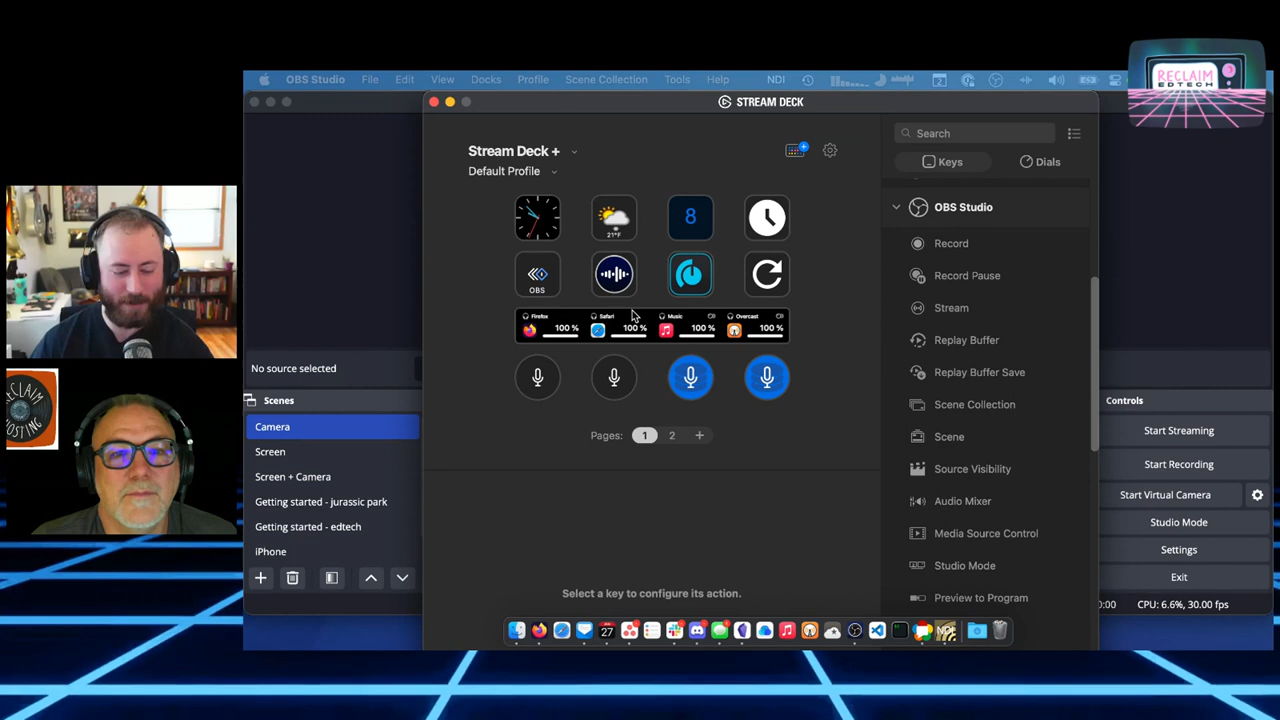 RECLAIM
EDTECH
OBS Studio File Edit View Docks Profile Scene Collection Tools Help NDI
STREAM DECK
Stream Deck +
Default Profile
Search
Keys Dials
21°F
8
OBS
Firefox 100 %
Safari 100 %
Music 100 %
Overcast 100 %
Pages: 1 2 +
Select a key to configure its action.
OBS Studio
Record
Record Pause
Stream
Replay Buffer
Replay Buffer Save
Scene Collection
Scene
Source Visibility
Audio Mixer
Media Source Control
Studio Mode
Preview to Program
No source selected
Scenes
Camera
Screen
Screen + Camera
Getting started - jurassic park
Getting started - edtech
iPhone
Controls
Start Streaming
Start Recording
Start Virtual Camera
Studio Mode
Settings
Exit
0:00 CPU: 6.6%, 30.00 fps
27
RECLAIM
HOSTING